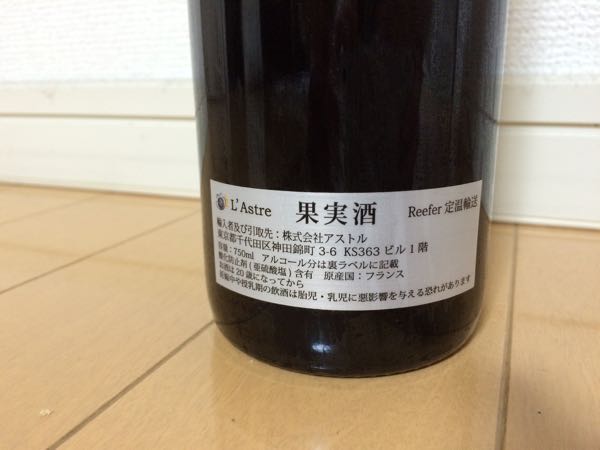 L'Astre 果実酒 Reefer 定温輸送
輸入者及び引取先：株式会社アストル
東京都千代田区神田錦町 3-6 KS363 ビル 1 階
容量：750ml アルコール分は裏ラベルに記載
酸化防止剤 ( 亜硫酸塩 ) 含有 原産国：フランス
お酒は 20 歳になってから
妊娠中や授乳期の飲酒は胎児・乳児に悪影響を与える恐れがあります